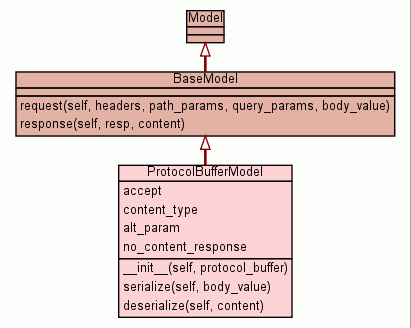 Model
BaseModel
request(self, headers, path_params, query_params, body_value)
response(self, resp, content)
ProtocolBufferModel
accept
content_type
alt_param
no_content_response
__init__(self, protocol_buffer)
serialize(self, body_value)
deserialize(self, content)